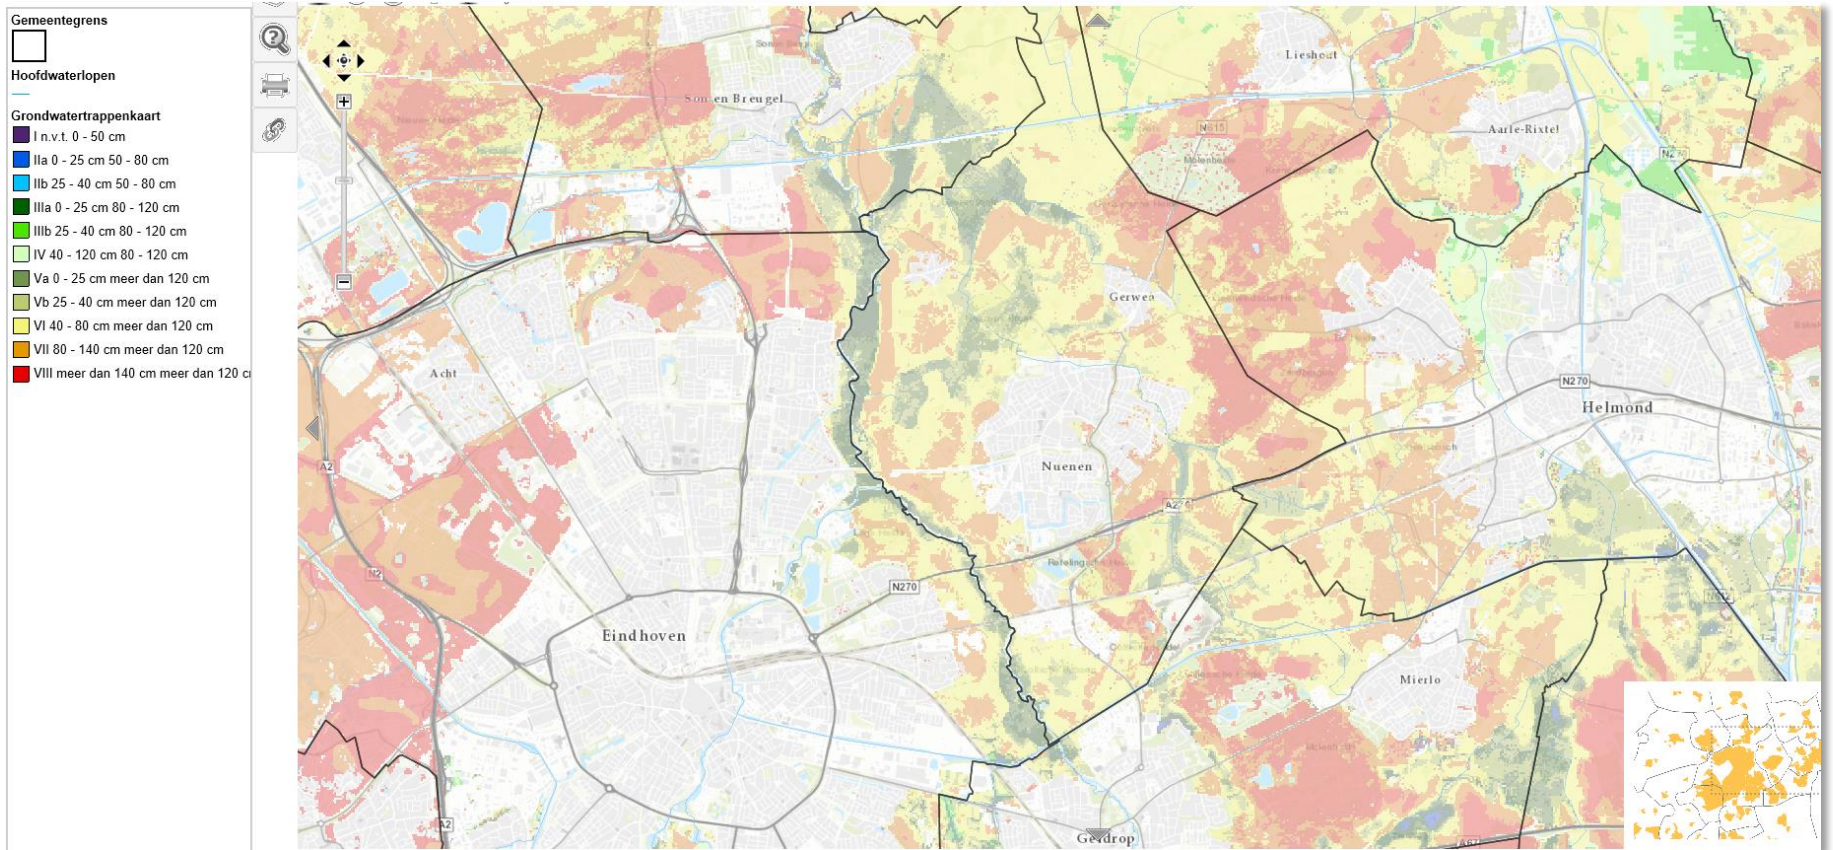 Gemeentegrens
Hoofdwaterlopen
Grondwatertrappenkaart
I n.v.t. 0 - 50 cm
IIa 0 - 25 cm 50 - 80 cm
IIb 25 - 40 cm 50 - 80 cm
IIIa 0 - 25 cm 80 - 120 cm
IIIb 25 - 40 cm 80 - 120 cm
IV 40 - 120 cm 80 - 120 cm
Va 0 - 25 cm meer dan 120 cm
Vb 25 - 40 cm meer dan 120 cm
VI 40 - 80 cm meer dan 120 cm
VII 80 - 140 cm meer dan 120 cm
VIII meer dan 140 cm meer dan 120 c
Lieshout
Son en Breugel
N615
Aarle-Rixtel
Molenheide
Gerwen
Acht
N270
Helmond
A2
Nuenen
N2
N270
Eindhoven
Mierlo
A2
Geldrop